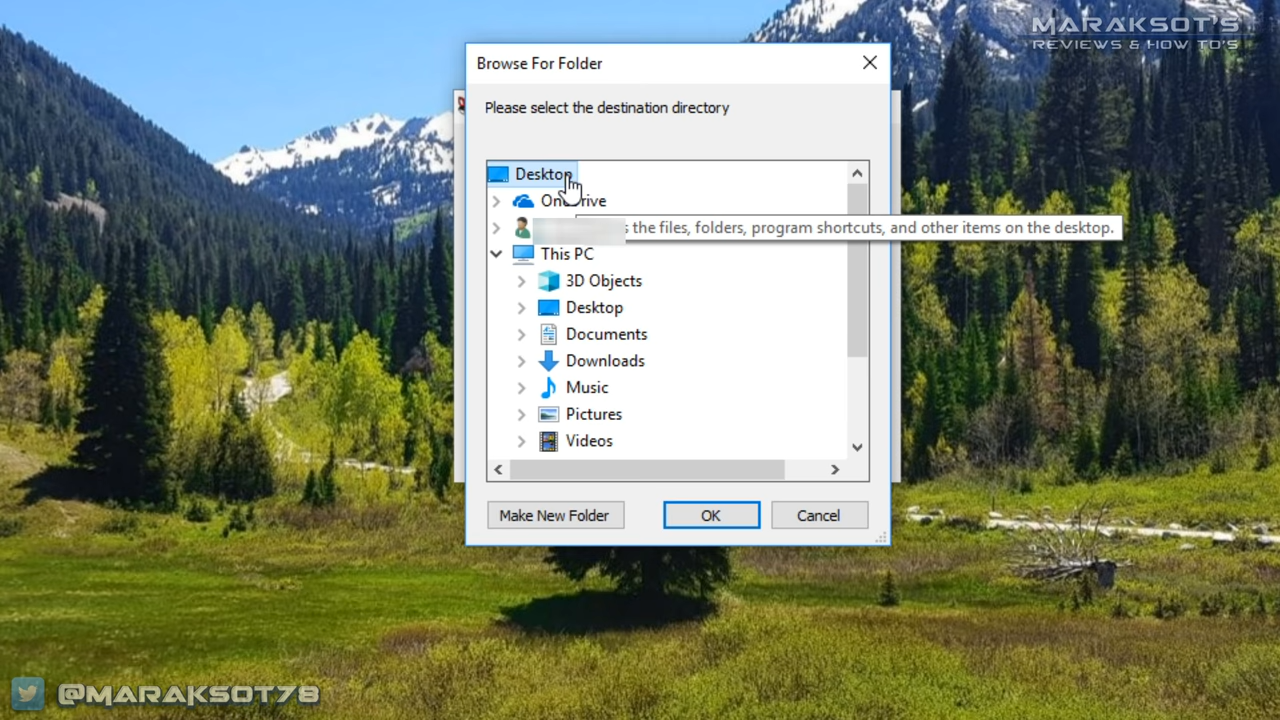 MARAKSOT'S
REVIEWS & HOW TO'S
Browse For Folder
Please select the destination directory
Desktop
OneDrive
s the files, folders, program shortcuts, and other items on the desktop.
This PC
3D Objects
Desktop
Documents
Downloads
Music
Pictures
Videos
Make New Folder
OK
Cancel
@MARAKSOT78